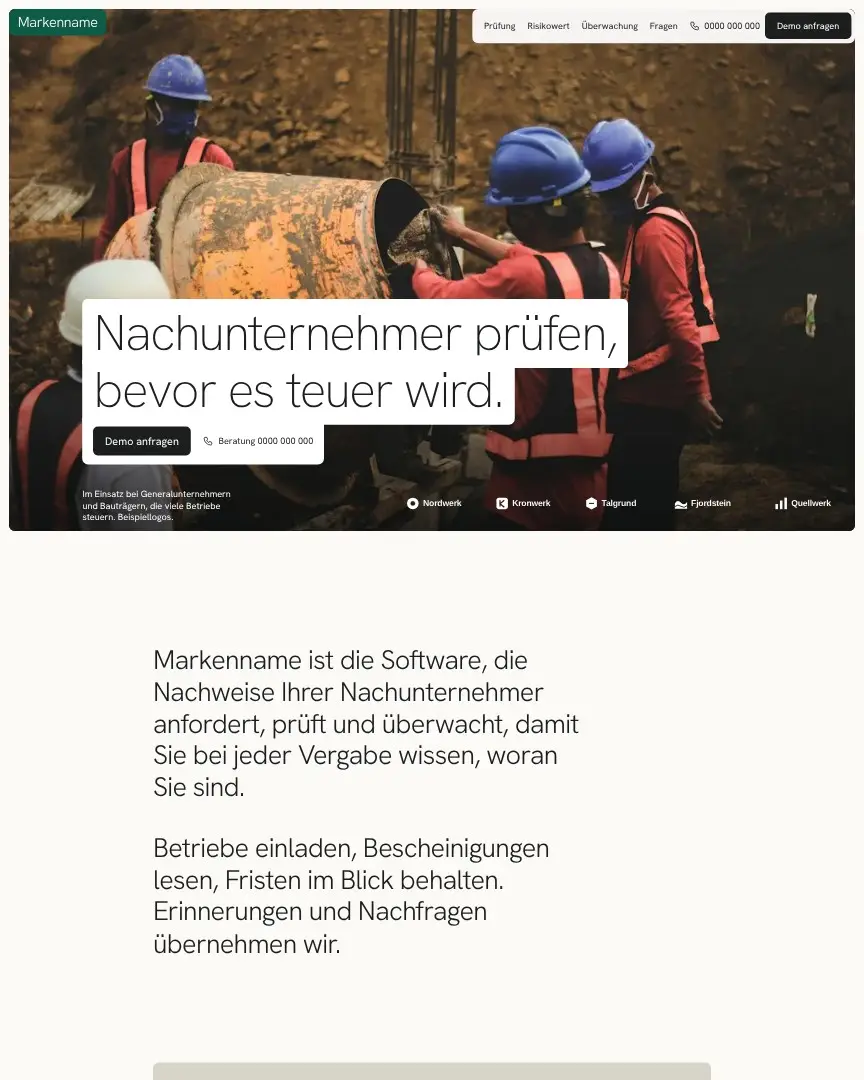 Markenname
Prüfung Risikowert Überwachung Fragen 0000 000 000 Demo anfragen
Nachunternehmer prüfen,
bevor es teuer wird.
Demo anfragen Beratung 0000 000 000
Im Einsatz bei Generalunternehmern
und Bauträgern, die viele Betriebe
steuern. Beispiellogos.
Nordwerk Kronwerk Talgrund Fjordstein Quellwerk
Markenname ist die Software, die
Nachweise Ihrer Nachunternehmer
anfordert, prüft und überwacht, damit
Sie bei jeder Vergabe wissen, woran
Sie sind.
Betriebe einladen, Bescheinigungen
lesen, Fristen im Blick behalten.
Erinnerungen und Nachfragen
übernehmen wir.